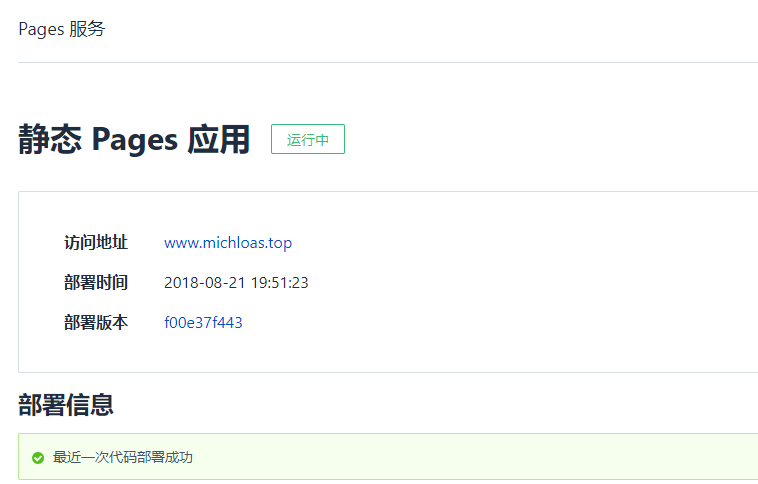 Pages 服务
静态 Pages 应用 运行中
访问地址 www.michloas.top
部署时间 2018-08-21 19:51:23
部署版本 f00e37f443
部署信息
最近一次代码部署成功